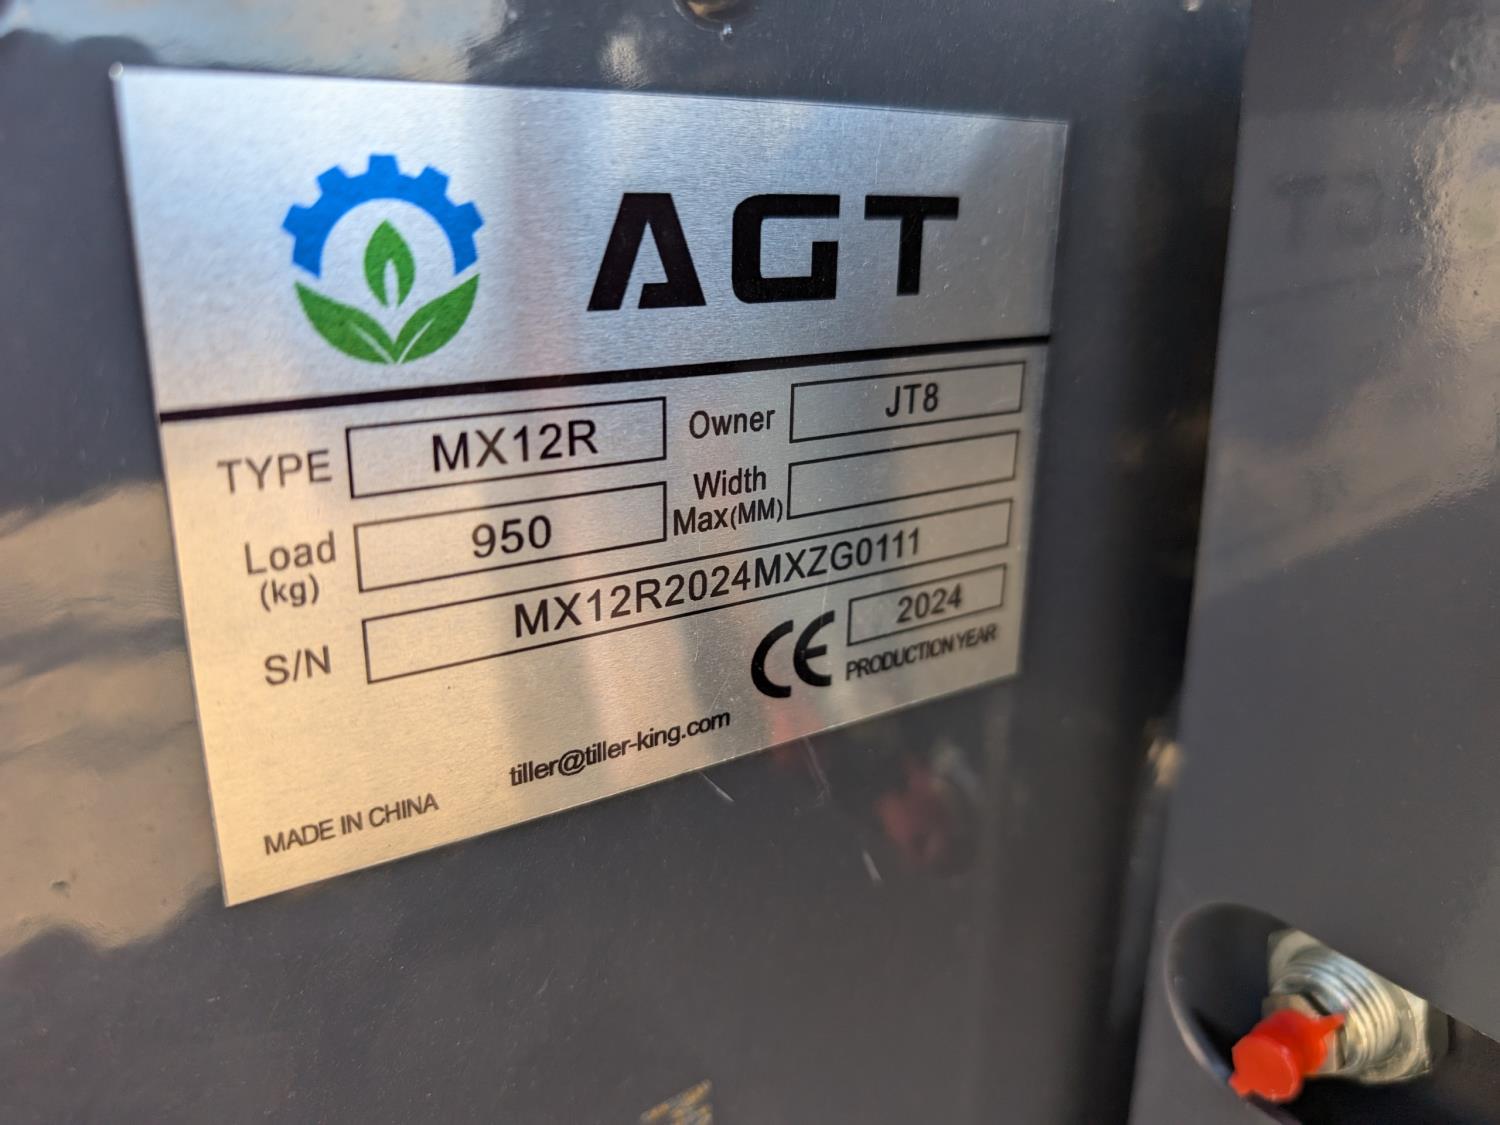 AGT
TYPE MX12R Owner JT8
Load (kg) 950 Width Max(MM)
S/N MX12R2024MXZG0111
CE 2024
PRODUCTION YEAR
tiller@tiller-king.com
MADE IN CHINA